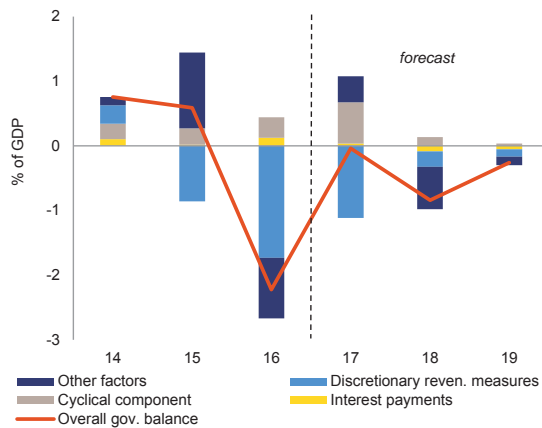 2
forecast
1
% of GDP
0
-1
-2
-3
14 15 16 17 18 19
Other factors Discretionary reven. measures
Cyclical component Interest payments
Overall gov. balance